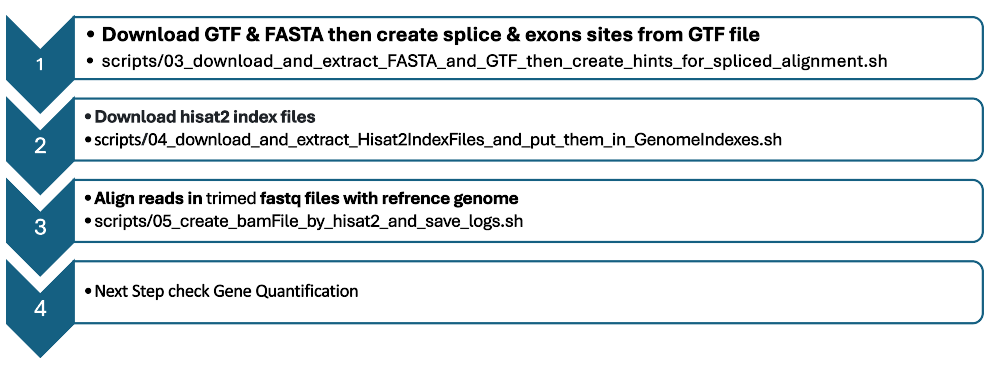 1
• Download GTF & FASTA then create splice & exons sites from GTF file
• scripts/03_download_and_extract_FASTA_and_GTF_then_create_hints_for_spliced_alignment.sh
2
• Download hisat2 index files
• scripts/04_download_and_extract_Hisat2IndexFiles_and_put_them_in_GenomeIndexes.sh
3
• Align reads in trimed fastq files with refrence genome
• scripts/05_create_bamFile_by_hisat2_and_save_logs.sh
4
• Next Step check Gene Quantification